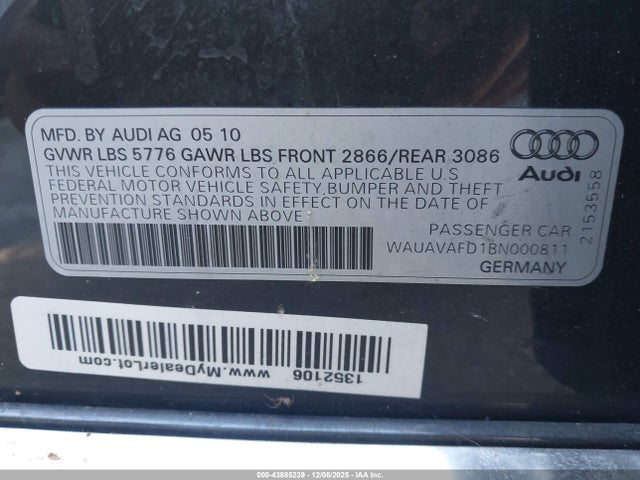 MFD. BY AUDI AG 05 10
GVWR LBS 5776 GAWR LBS FRONT 2866/REAR 3086
THIS VEHICLE CONFORMS TO ALL APPLICABLE U.S
FEDERAL MOTOR VEHICLE SAFETY,BUMPER AND THEFT
PREVENTION STANDARDS IN EFFECT ON THE DATE OF
MANUFACTURE SHOWN ABOVE
Audi
2153558
PASSENGER CAR
WAUAVAFD1BN000811
GERMANY
www.MyDealerLot.com
1352106
000-43885239 - 12/08/2025 - IAA Inc.